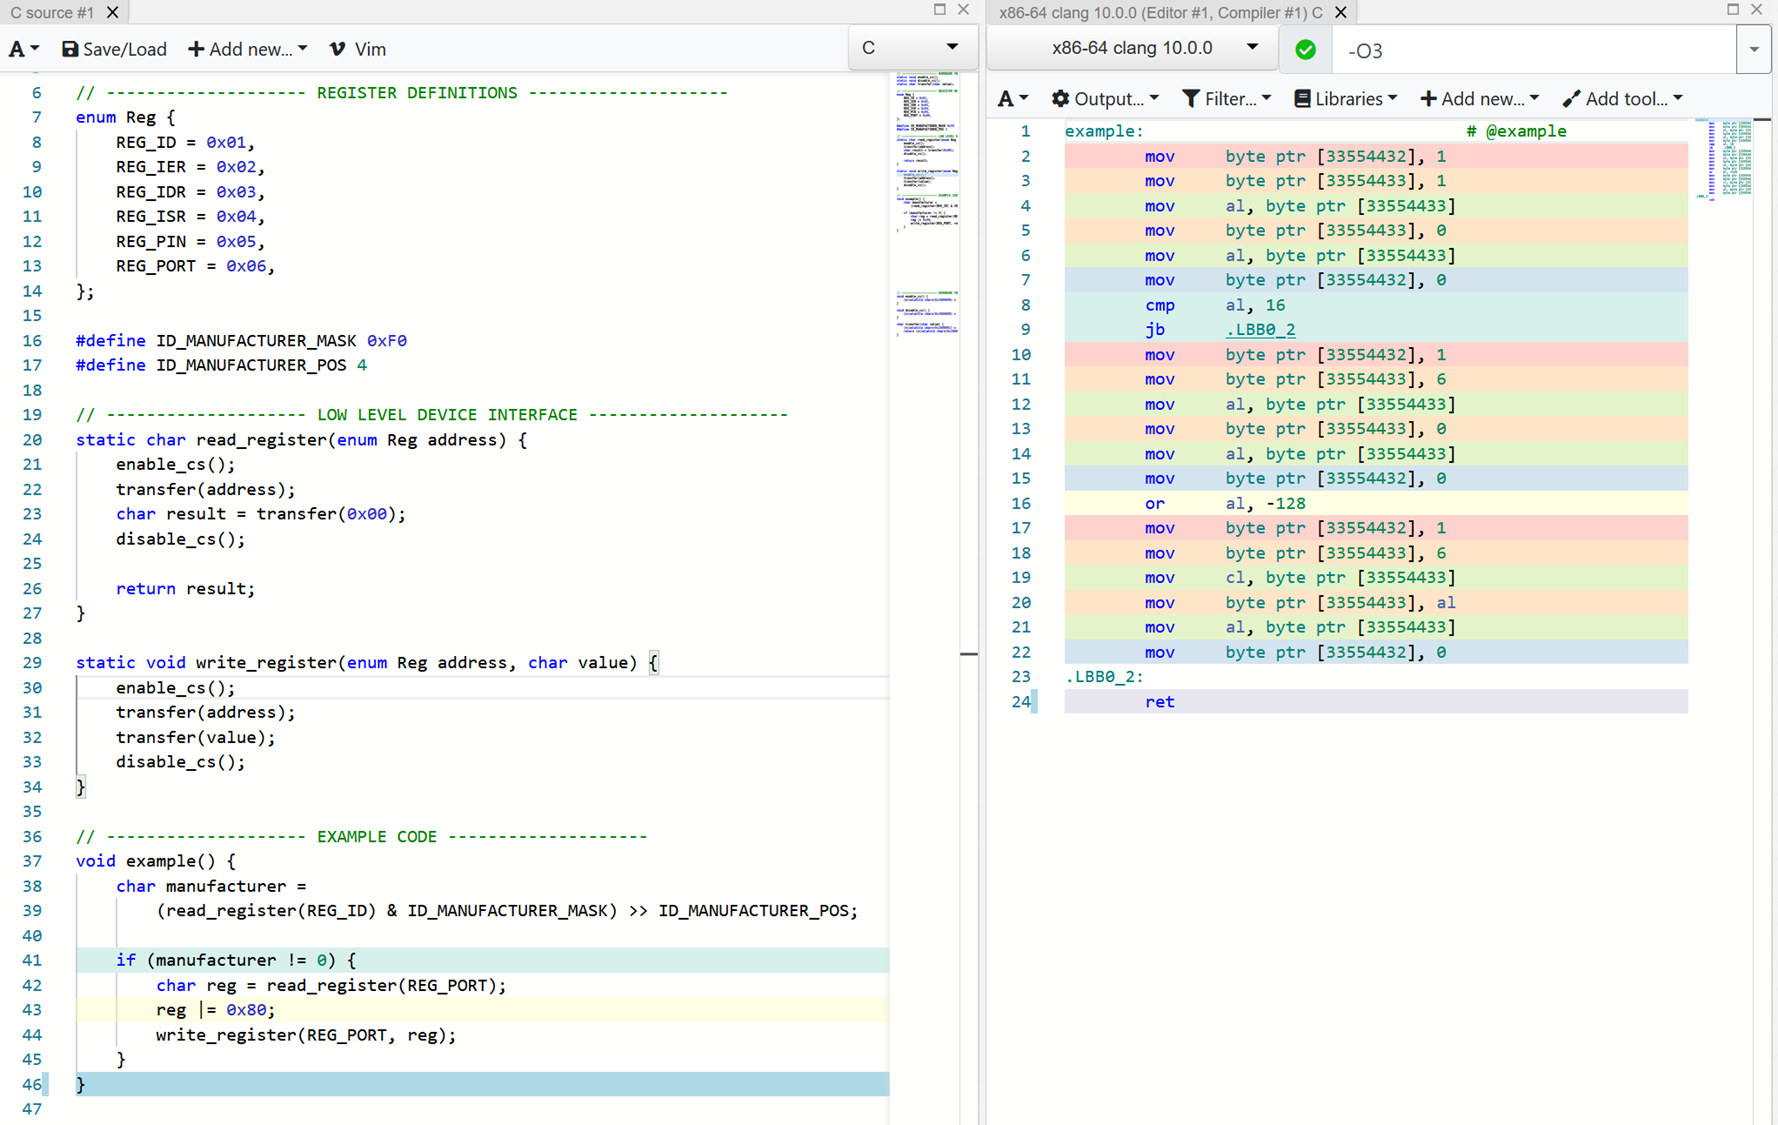 C source #1 X
A Save/Load + Add new... Vim C
6 // -------------------- REGISTER DEFINITIONS --------------------
7 enum Reg {
8 REG_ID = 0x01,
9 REG_IER = 0x02,
10 REG_IDR = 0x03,
11 REG_ISR = 0x04,
12 REG_PIN = 0x05,
13 REG_PORT = 0x06,
14 };
15
16 #define ID_MANUFACTURER_MASK 0xF0
17 #define ID_MANUFACTURER_POS 4
18
19 // -------------------- LOW LEVEL DEVICE INTERFACE --------------------
20 static char read_register(enum Reg address) {
21 enable_cs();
22 transfer(address);
23 char result = transfer(0x00);
24 disable_cs();
25
26 return result;
27 }
28
29 static void write_register(enum Reg address, char value) {
30 enable_cs();
31 transfer(address);
32 transfer(value);
33 disable_cs();
34 }
35
36 // -------------------- EXAMPLE CODE --------------------
37 void example() {
38 char manufacturer =
39 (read_register(REG_ID) & ID_MANUFACTURER_MASK) >> ID_MANUFACTURER_POS;
40
41 if (manufacturer != 0) {
42 char reg = read_register(REG_PORT);
43 reg |= 0x80;
44 write_register(REG_PORT, reg);
45 }
46 }
47
x86-64 clang 10.0.0 (Editor #1, Compiler #1) C X
x86-64 clang 10.0.0 -O3
A Output... Filter... Libraries + Add new... Add tool...
1 example: # @example
2 mov byte ptr [33554432], 1
3 mov byte ptr [33554433], 1
4 mov al, byte ptr [33554433]
5 mov byte ptr [33554433], 0
6 mov al, byte ptr [33554433]
7 mov byte ptr [33554432], 0
8 cmp al, 16
9 jb .LBB0_2
10 mov byte ptr [33554432], 1
11 mov byte ptr [33554433], 6
12 mov al, byte ptr [33554433]
13 mov byte ptr [33554433], 0
14 mov al, byte ptr [33554433]
15 mov byte ptr [33554432], 0
16 or al, -128
17 mov byte ptr [33554432], 1
18 mov byte ptr [33554433], 6
19 mov cl, byte ptr [33554433]
20 mov byte ptr [33554433], al
21 mov al, byte ptr [33554433]
22 mov byte ptr [33554432], 0
23 .LBB0_2:
24 ret